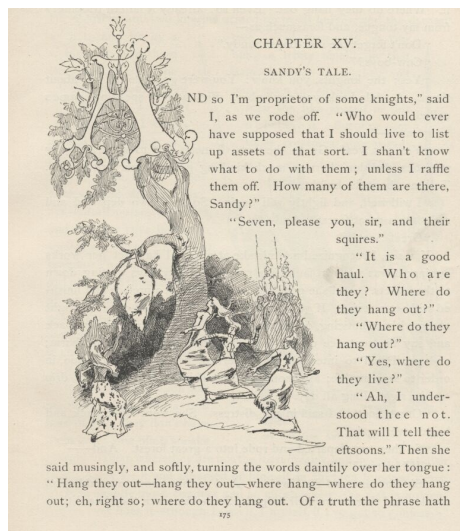 CHAPTER XV.
SANDY'S TALE.
AND so I'm proprietor of some knights," said
I, as we rode off. "Who would ever
have supposed that I should live to list
up assets of that sort. I shan't know
what to do with them; unless I raffle
them off. How many of them are there,
Sandy?"
"Seven, please you, sir, and their
squires."
"It is a good
haul. Who are
they? Where do
they hang out?"
"Where do they
hang out?"
"Yes, where do
they live?"
"Ah, I under-
stood thee not.
That will I tell thee
eftsoons." Then she
said musingly, and softly, turning the words daintily over her tongue:
"Hang they out—hang they out—where hang—where do they hang
out; eh, right so; where do they hang out. Of a truth the phrase hath
175